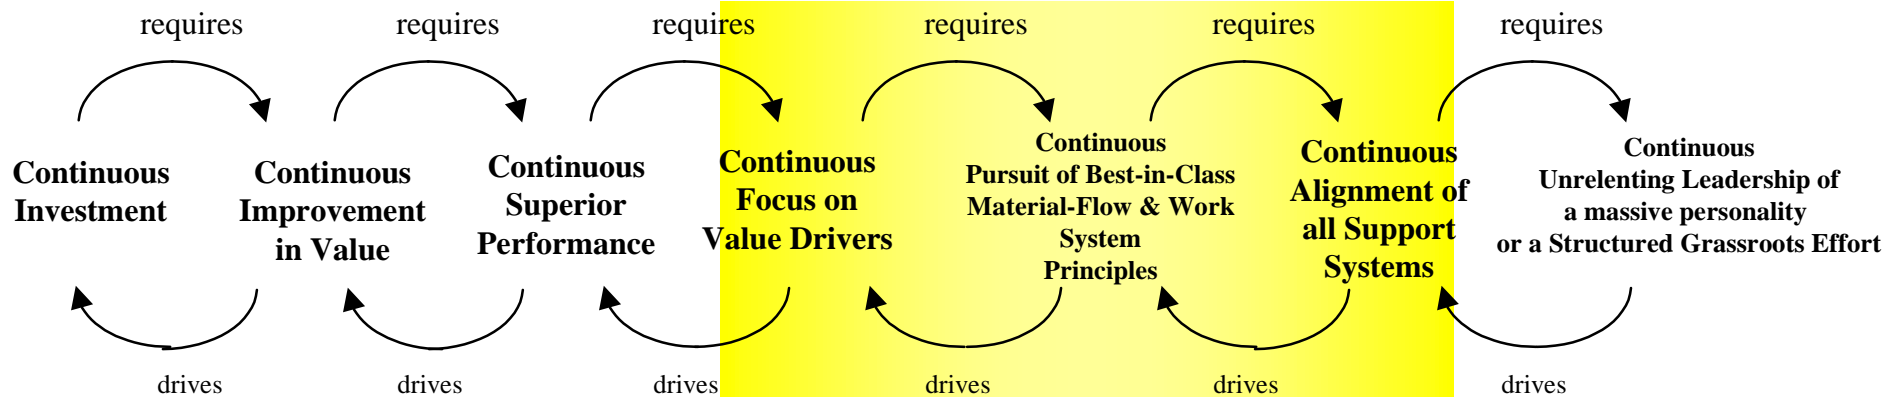 requires
requires
requires
requires
requires
requires
Continuous
Investment
Continuous
Improvement
in Value
Continuous
Superior
Performance
Continuous
Focus on
Value Drivers
Continuous
Pursuit of Best-in-Class
Material-Flow & Work
System
Principles
Continuous
Alignment of
all Support
Systems
Continuous
Unrelenting Leadership of
a massive personality
or a Structured Grassroots Effort
drives
drives
drives
drives
drives
drives